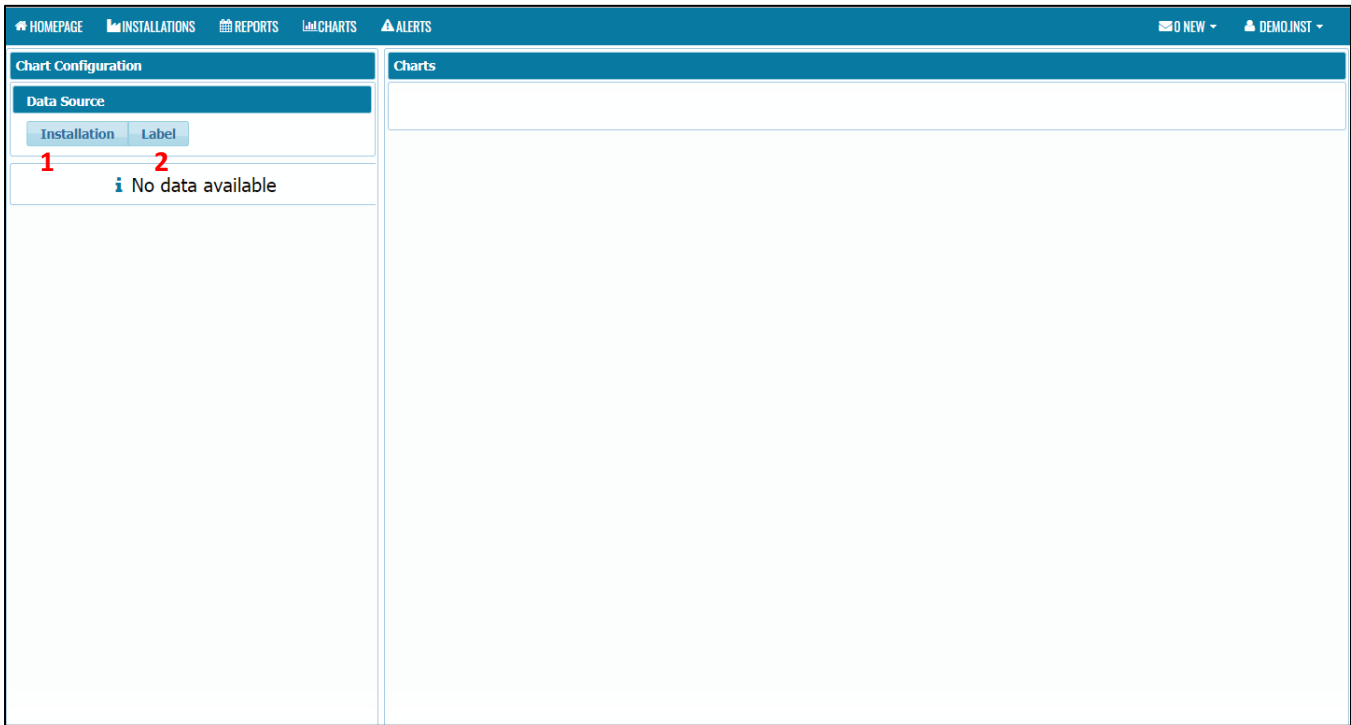 HOMEPAGE INSTALLATIONS REPORTS CHARTS ALERTS 0 NEW DEMO.INST
Chart Configuration
Data Source
Installation Label
1 2
No data available
Charts